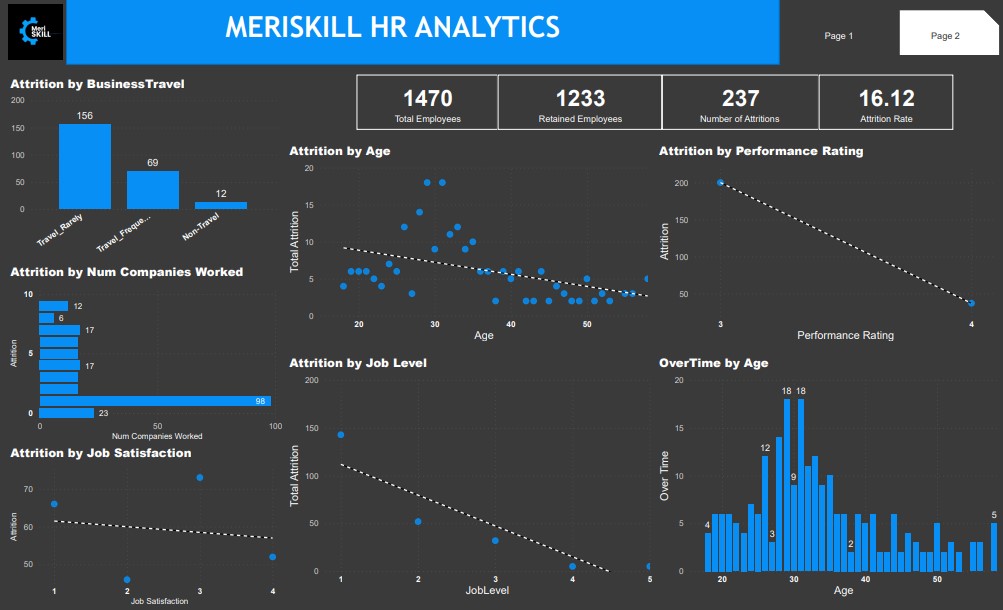 Meri
SKILL
MERISKILL HR ANALYTICS
Page 1
Page 2
1470
Total Employees
1233
Retained Employees
237
Number of Attritions
16.12
Attrition Rate
Attrition by BusinessTravel
200
150
100
50
0
156
69
12
Travel_Rarely
Travel_Freque...
Non-Travel
Attrition by Num Companies Worked
Attrition
10
5
0
12
6
17
17
98
23
0
50
100
Num Companies Worked
Attrition by Job Satisfaction
Attrition
70
60
50
1
2
3
4
Job Satisfaction
Attrition by Age
Total Attrition
20
15
10
5
0
20
30
40
50
Age
Attrition by Performance Rating
Attrition
200
150
100
50
3
4
Performance Rating
Attrition by Job Level
Total Attrition
200
150
100
50
0
1
2
3
4
5
JobLevel
OverTime by Age
Over Time
20
15
10
5
0
4
12
3
18
9
18
2
5
20
30
40
50
Age